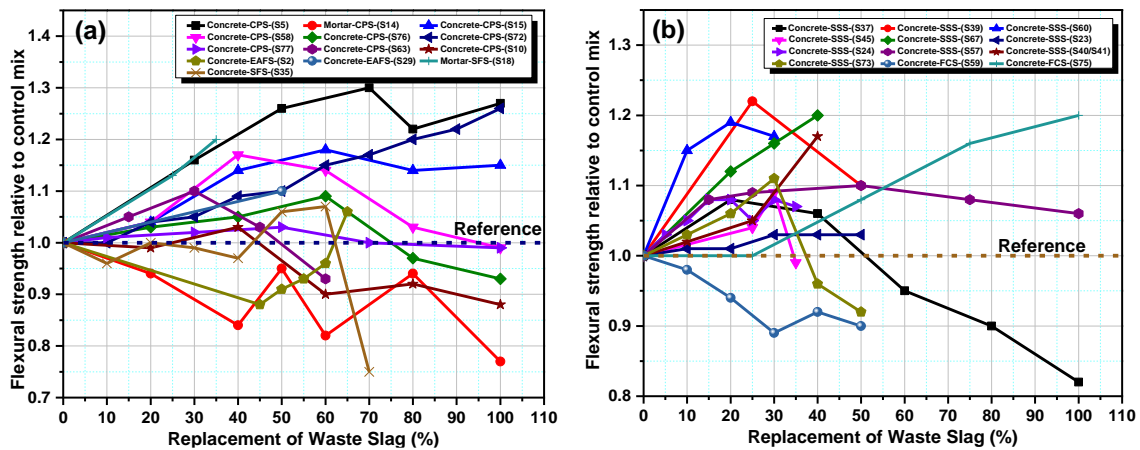 (a)
Concrete-CPS-(S5) Mortar-CPS-(S14) Concrete-CPS-(S15)
Concrete-CPS-(S58) Concrete-CPS-(S76) Concrete-CPS-(S72)
Concrete-CPS-(S77) Concrete-CPS-(S63) Concrete-CPS-(S10)
Concrete-EAFS-(S2) Concrete-EAFS-(S29) Mortar-SFS-(S18)
Concrete-SFS-(S35)
Flexural strength relative to control mix
1.4
1.3
1.2
1.1
1.0
0.9
0.8
0.7
Reference
0 10 20 30 40 50 60 70 80 90 100 110
Replacement of Waste Slag (%)
(b)
Concrete-SSS-(S37) Concrete-SSS-(S39) Concrete-SSS-(S60)
Concrete-SSS-(S45) Concrete-SSS-(S67) Concrete-SSS-(S23)
Concrete-SSS-(S24) Concrete-SSS-(S57) Concrete-SSS-(S40/S41)
Concrete-SSS-(S73) Concrete-FCS-(S59) Concrete-FCS-(S75)
Flexural strength relative to control mix
1.3
1.2
1.1
1.0
0.9
0.8
Reference
0 10 20 30 40 50 60 70 80 90 100 110
Replacement of Waste Slag (%)